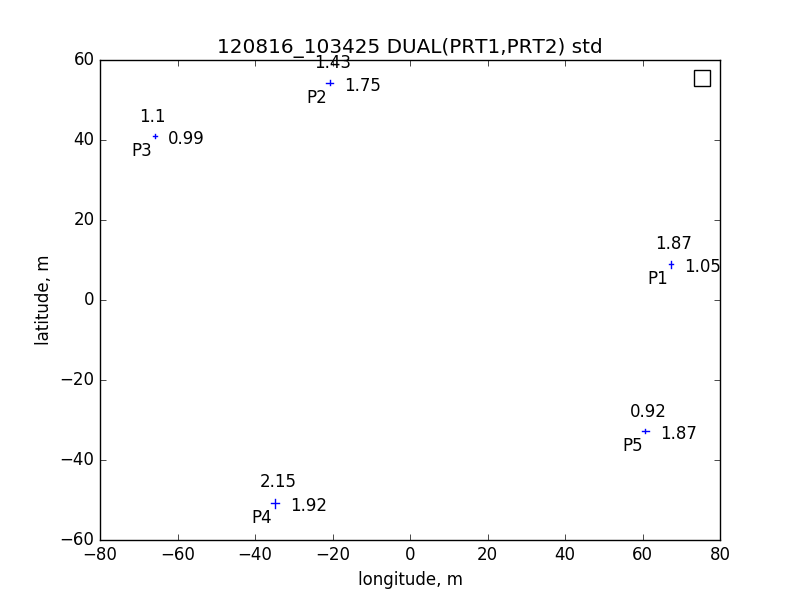 120816_103425 DUAL(PRT1,PRT2) std
60
1.43
1.75
P2
1.1
40
0.99
P3
20
1.87
1.05
P1
0
latitude, m
−20
0.92
1.87
P5
−40
2.15
1.92
P4
−60
−80 −60 −40 −20 0 20 40 60 80
longitude, m